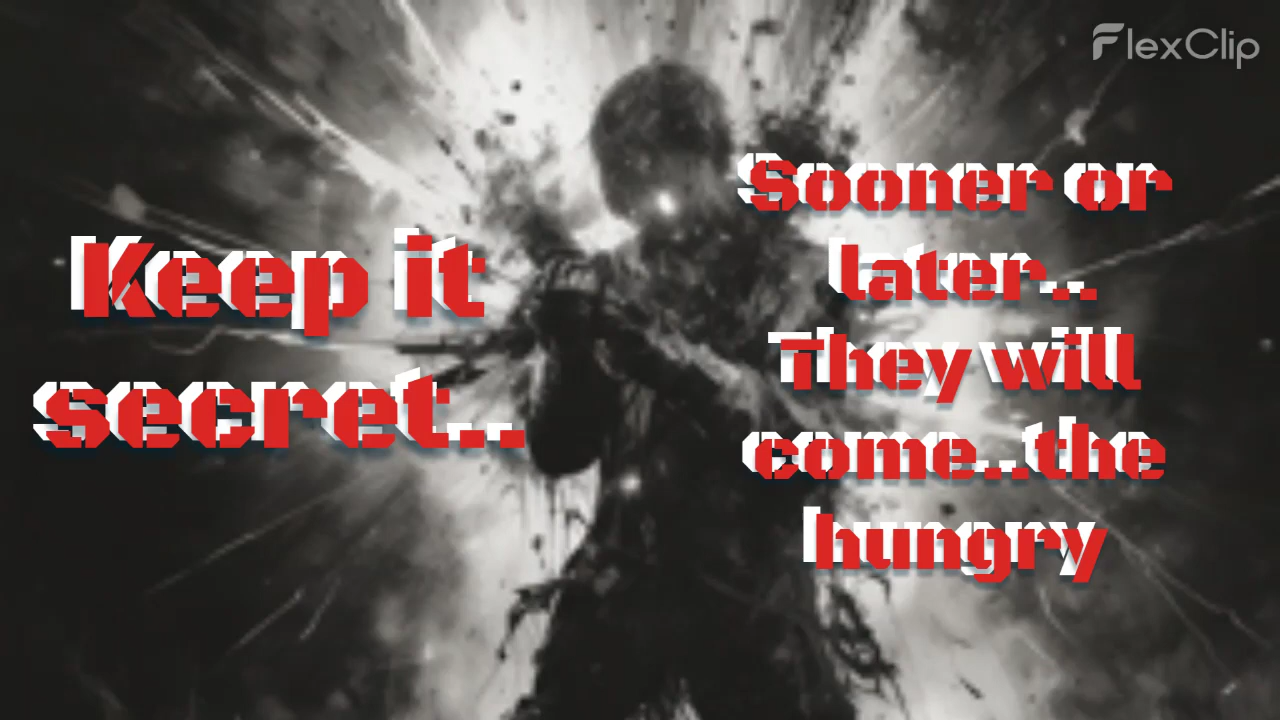 FlexClip
Keep it
secret..
Sooner or
later..
They will
come..the
hungry